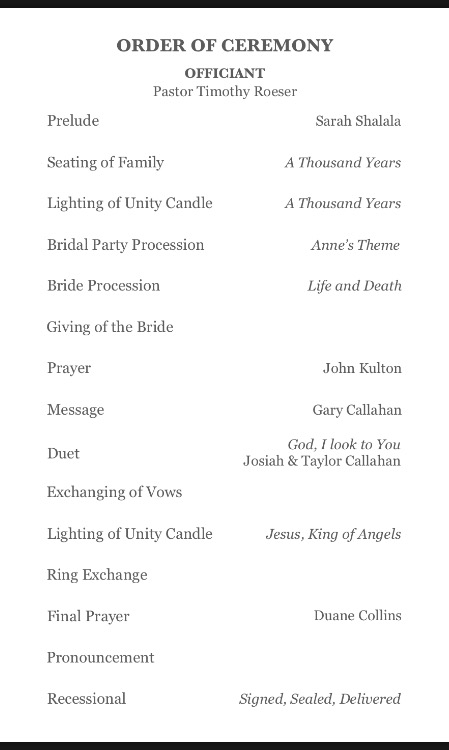 ORDER OF CEREMONY
OFFICIANT
Pastor Timothy Roeser
Prelude Sarah Shalala
Seating of Family A Thousand Years
Lighting of Unity Candle A Thousand Years
Bridal Party Procession Anne's Theme
Bride Procession Life and Death
Giving of the Bride
Prayer John Kulton
Message Gary Callahan
Duet God, I look to You
Josiah & Taylor Callahan
Exchanging of Vows
Lighting of Unity Candle Jesus, King of Angels
Ring Exchange
Final Prayer Duane Collins
Pronouncement
Recessional Signed, Sealed, Delivered